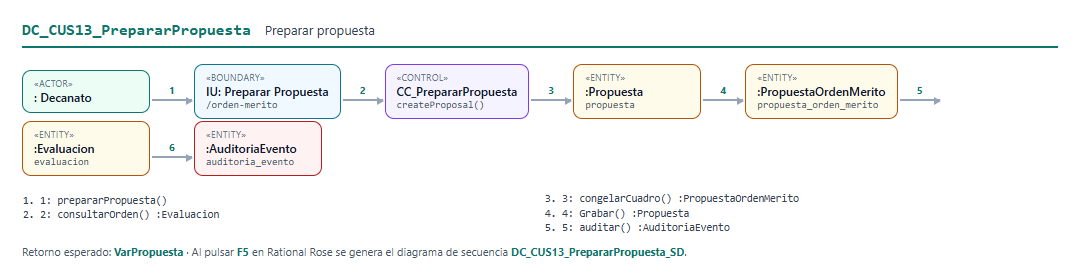 DC_CUS13_PrepararPropuesta Preparar propuesta
«ACTOR»
: Decanato
1
«BOUNDARY»
IU: Preparar Propuesta
/orden-merito
2
«CONTROL»
CC_PrepararPropuesta
createProposal()
3
«ENTITY»
:Propuesta
propuesta
4
«ENTITY»
:PropuestaOrdenMerito
propuesta_orden_merito
5
«ENTITY»
:Evaluacion
evaluacion
6
«ENTITY»
:AuditoriaEvento
auditoria_evento
1. 1: prepararPropuesta()
2. 2: consultarOrden() :Evaluacion
3. 3: congelarCuadro() :PropuestaOrdenMerito
4. 4: Grabar() :Propuesta
5. 5: auditar() :AuditoriaEvento
Retorno esperado: VarPropuesta · Al pulsar F5 en Rational Rose se genera el diagrama de secuencia DC_CUS13_PrepararPropuesta_SD.